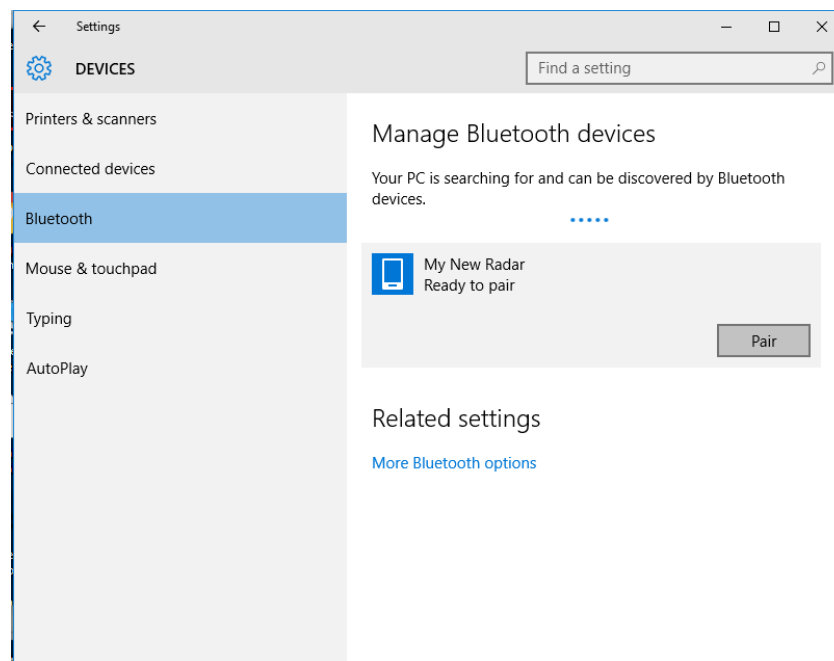 Settings
DEVICES
Find a setting
Printers & scanners
Connected devices
Bluetooth
Mouse & touchpad
Typing
AutoPlay
Manage Bluetooth devices
Your PC is searching for and can be discovered by Bluetooth
devices.
My New Radar
Ready to pair
Pair
Related settings
More Bluetooth options